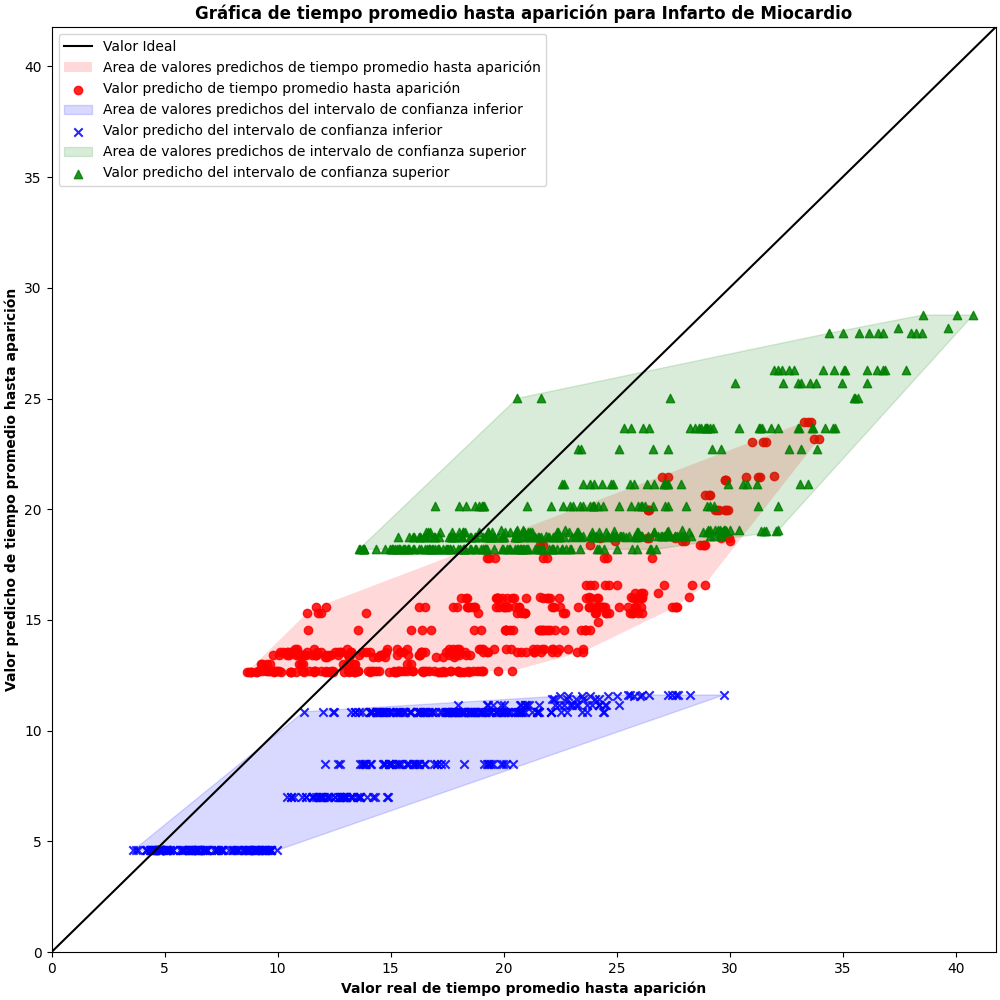 Gráfica de tiempo promedio hasta aparición para Infarto de Miocardio
Valor Ideal
Area de valores predichos de tiempo promedio hasta aparición
Valor predicho de tiempo promedio hasta aparición
Area de valores predichos del intervalo de confianza inferior
Valor predicho del intervalo de confianza inferior
Area de valores predichos de intervalo de confianza superior
Valor predicho del intervalo de confianza superior
Valor predicho de tiempo promedio hasta aparición
40
35
30
25
20
15
10
5
0
0 5 10 15 20 25 30 35 40
Valor real de tiempo promedio hasta aparición